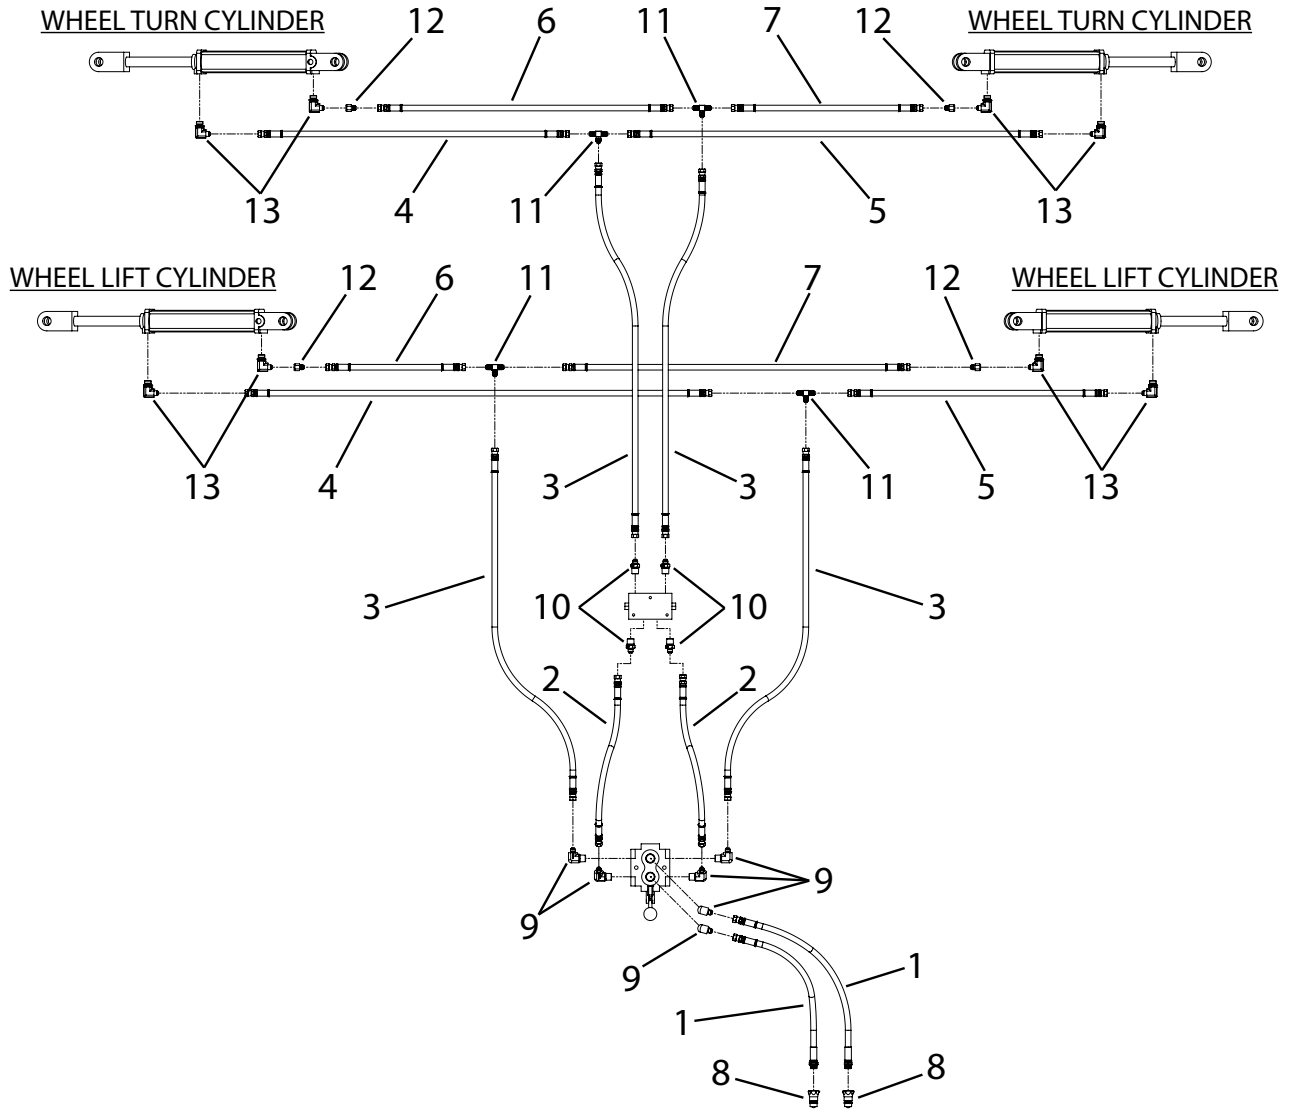 WHEEL TURN CYLINDER 12 6 11 7 12 WHEEL TURN CYLINDER
13 4 11 5 13
WHEEL LIFT CYLINDER 12 6 11 7 12 WHEEL LIFT CYLINDER
13 4 3 3 11 5 13
3 10 10 3
2 2
9 9
9 1
1
8 8